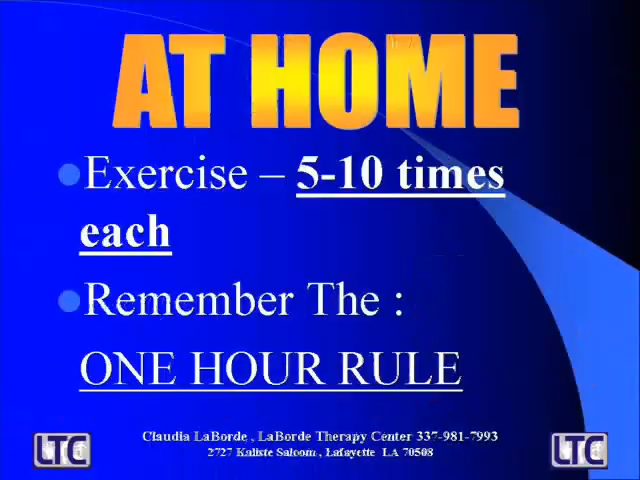 AT HOME
Exercise – 5-10 times
each
Remember The :
ONE HOUR RULE
Claudia LaBorde , LaBorde Therapy Center 337-981-7993
2727 Kaliste Saloom , Lafayette LA 70508
LTC LTC